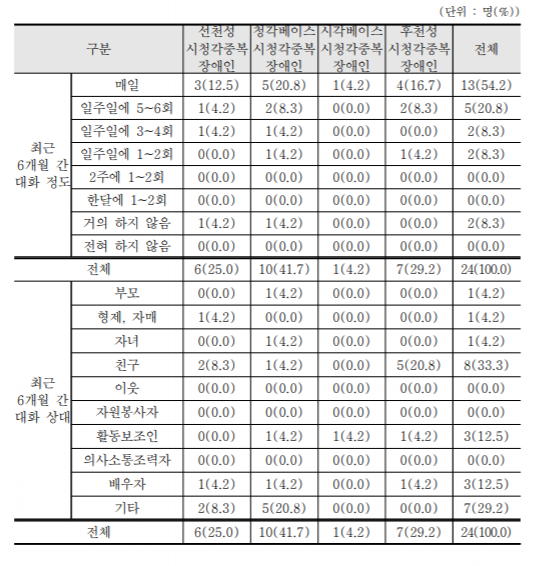 (단위 : 명(%))
구분 선천성 시청각중복 장애인 청각베이스 시청각중복 장애인 시각베이스 시청각중복 장애인 후천성 시청각중복 장애인 전체
최근 6개월 간 대화 정도
매일 3(12.5) 5(20.8) 1(4.2) 4(16.7) 13(54.2)
일주일에 5~6회 1(4.2) 2(8.3) 0(0.0) 2(8.3) 5(20.8)
일주일에 3~4회 1(4.2) 1(4.2) 0(0.0) 0(0.0) 2(8.3)
일주일에 1~2회 0(0.0) 1(4.2) 0(0.0) 1(4.2) 2(8.3)
2주에 1~2회 0(0.0) 0(0.0) 0(0.0) 0(0.0) 0(0.0)
한달에 1~2회 0(0.0) 0(0.0) 0(0.0) 0(0.0) 0(0.0)
거의 하지 않음 1(4.2) 1(4.2) 0(0.0) 0(0.0) 2(8.3)
전혀 하지 않음 0(0.0) 0(0.0) 0(0.0) 0(0.0) 0(0.0)
전체 6(25.0) 10(41.7) 1(4.2) 7(29.2) 24(100.0)
최근 6개월 간 대화 상대
부모 0(0.0) 1(4.2) 0(0.0) 0(0.0) 1(4.2)
형제, 자매 1(4.2) 0(0.0) 0(0.0) 0(0.0) 1(4.2)
자녀 0(0.0) 1(4.2) 0(0.0) 0(0.0) 1(4.2)
친구 2(8.3) 1(4.2) 0(0.0) 5(20.8) 8(33.3)
이웃 0(0.0) 0(0.0) 0(0.0) 0(0.0) 0(0.0)
자원봉사자 0(0.0) 0(0.0) 0(0.0) 0(0.0) 0(0.0)
활동보조인 0(0.0) 1(4.2) 1(4.2) 1(4.2) 3(12.5)
의사소통조력자 0(0.0) 0(0.0) 0(0.0) 0(0.0) 0(0.0)
배우자 1(4.2) 1(4.2) 0(0.0) 1(4.2) 3(12.5)
기타 2(8.3) 5(20.8) 0(0.0) 0(0.0) 7(29.2)
전체 6(25.0) 10(41.7) 1(4.2) 7(29.2) 24(100.0)